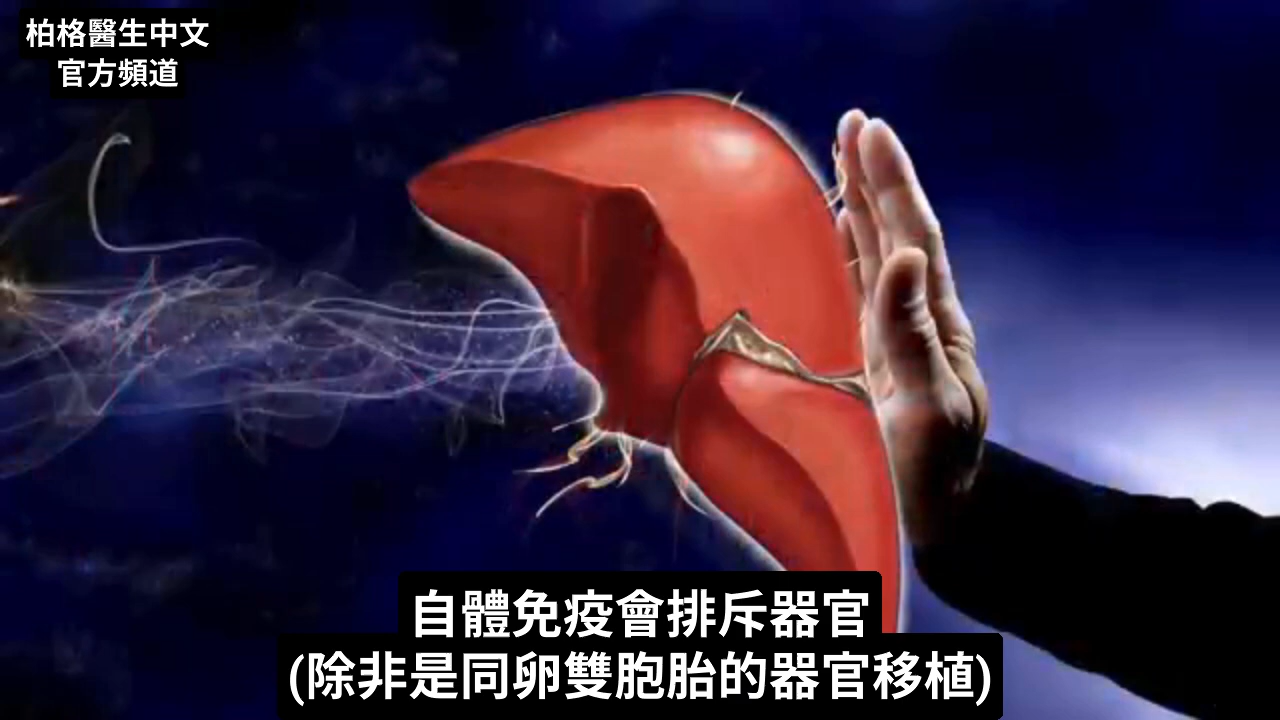 柏格醫生中文
官方頻道
自體免疫會排斥器官
(除非是同卵雙胞胎的器官移植)